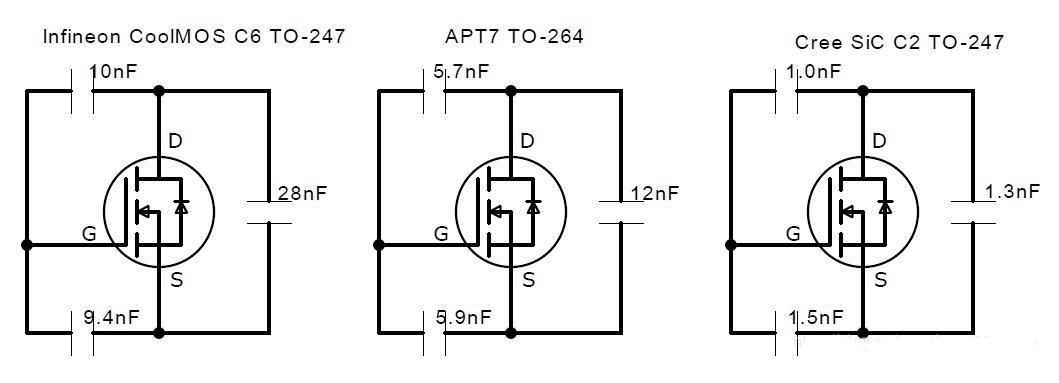 Infineon CoolMOS C6 TO-247
10nF
D
28nF
G
S
9.4nF
APT7 TO-264
5.7nF
D
12nF
G
S
5.9nF
Cree SiC C2 TO-247
1.0nF
D
1.3nF
G
S
1.5nF